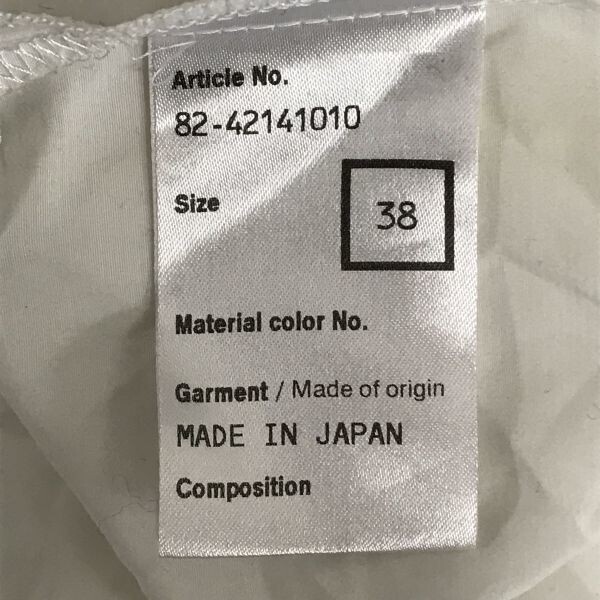 Article No.
82-42141010
Size
38
Material color No.
Garment / Made of origin
MADE IN JAPAN
Composition